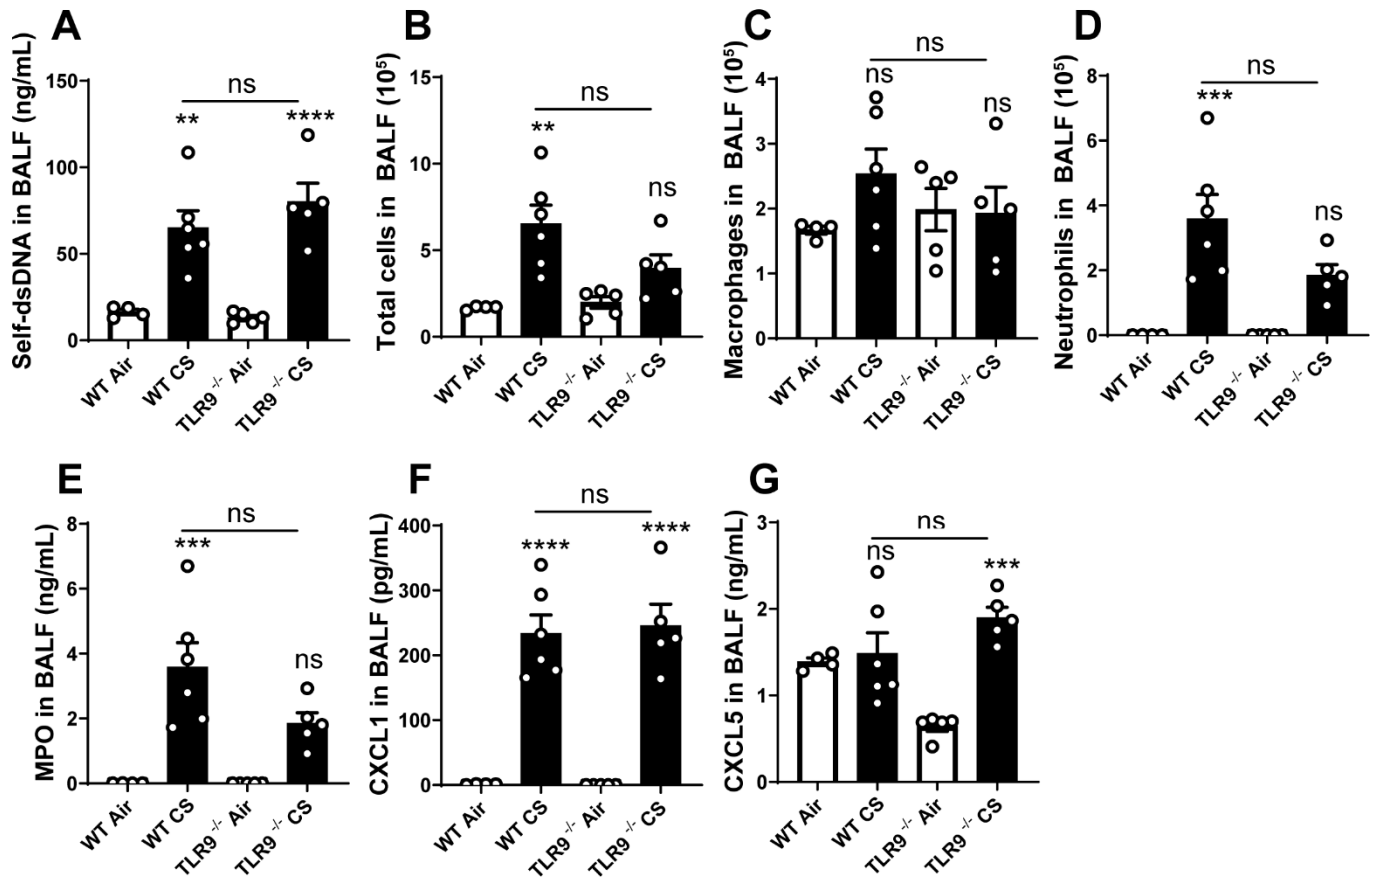 A
Self-dsDNA in BALF (ng/mL)
150
100
50
0
ns
**
****
WT Air
WT CS
TLR9 -/- Air
TLR9 -/- CS
B
Total cells in BALF (10⁵)
15
10
5
0
ns
**
ns
WT Air
WT CS
TLR9 -/- Air
TLR9 -/- CS
C
Macrophages in BALF (10⁵)
4
3
2
1
0
ns
ns
ns
WT Air
WT CS
TLR9 -/- Air
TLR9 -/- CS
D
Neutrophils in BALF (10⁵)
8
6
4
2
0
ns
***
ns
WT Air
WT CS
TLR9 -/- Air
TLR9 -/- CS
E
MPO in BALF (ng/mL)
8
6
4
2
0
ns
***
ns
WT Air
WT CS
TLR9 -/- Air
TLR9 -/- CS
F
CXCL1 in BALF (pg/mL)
400
300
200
100
0
ns
****
****
WT Air
WT CS
TLR9 -/- Air
TLR9 -/- CS
G
CXCL5 in BALF (ng/mL)
3
2
1
0
ns
ns
***
WT Air
WT CS
TLR9 -/- Air
TLR9 -/- CS